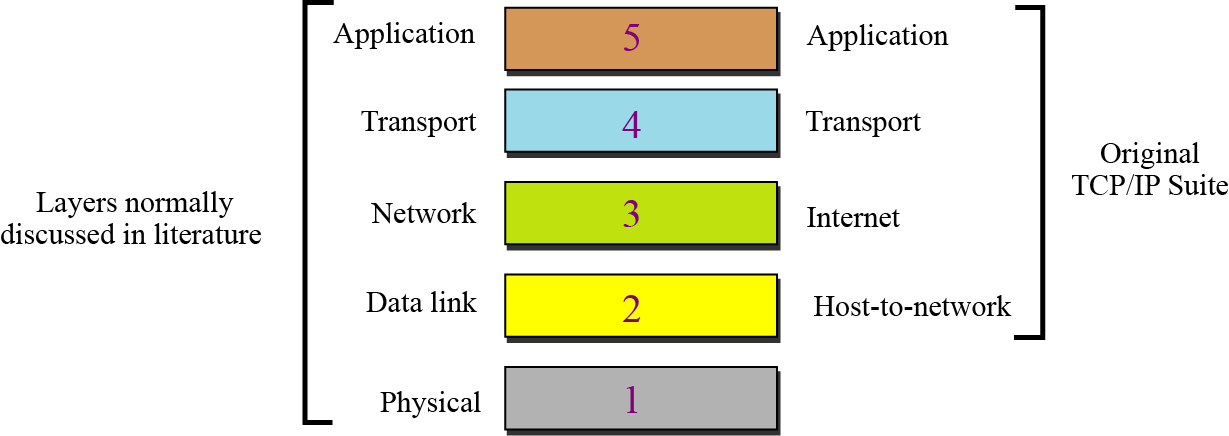 Application 5 Application
Transport 4 Transport
Original
TCP/IP Suite
Layers normally
discussed in literature
Network 3 Internet
Data link 2 Host-to-network
Physical 1